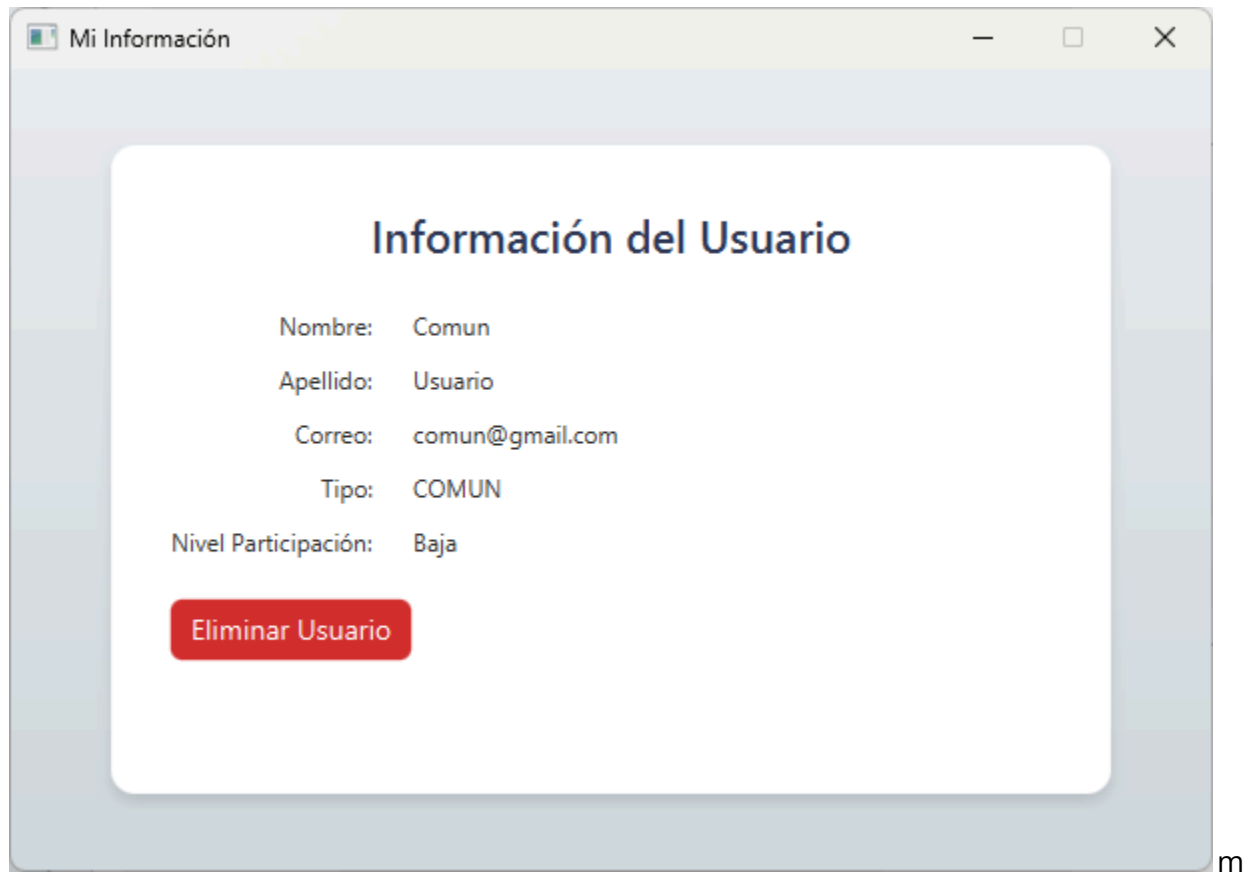 Mi Información
Información del Usuario
Nombre: Comun
Apellido: Usuario
Correo: comun@gmail.com
Tipo: COMUN
Nivel Participación: Baja
Eliminar Usuario
m